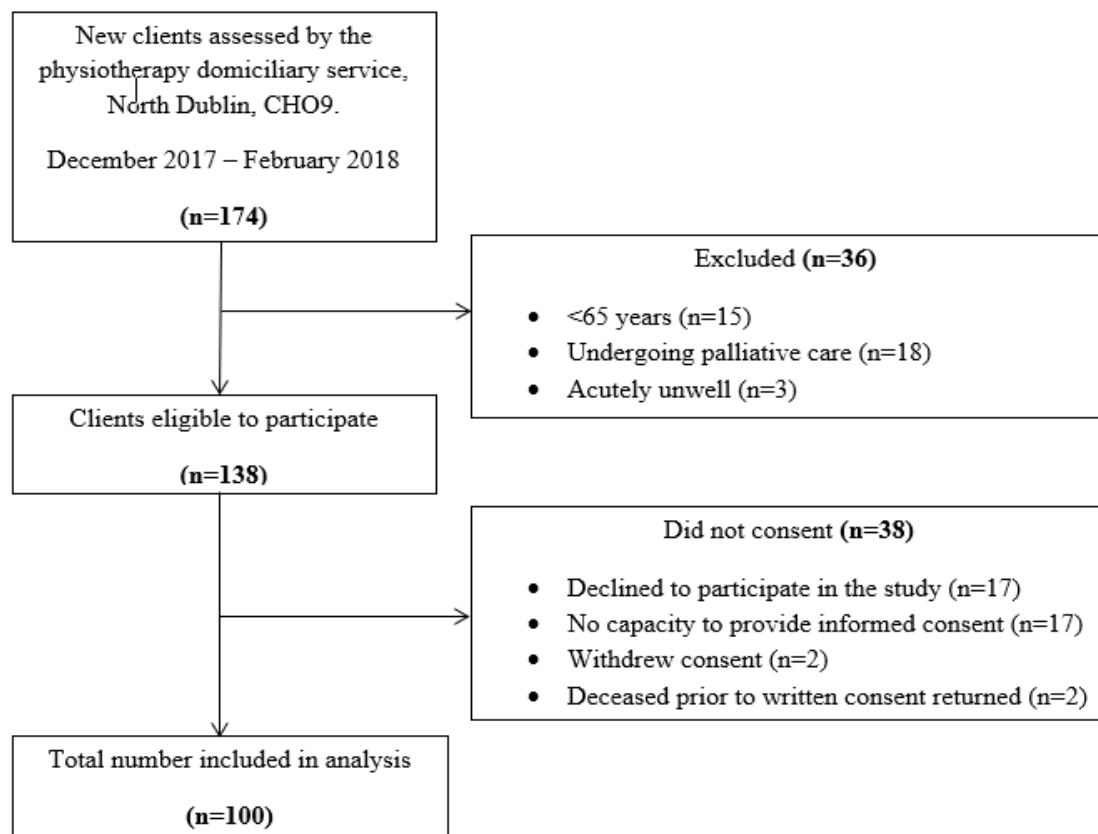 New clients assessed by the
physiotherapy domiciliary service,
North Dublin, CHO9.
December 2017 – February 2018
(n=174)
Excluded (n=36)
• <65 years (n=15)
• Undergoing palliative care (n=18)
• Acutely unwell (n=3)
Clients eligible to participate
(n=138)
Did not consent (n=38)
• Declined to participate in the study (n=17)
• No capacity to provide informed consent (n=17)
• Withdrew consent (n=2)
• Deceased prior to written consent returned (n=2)
Total number included in analysis
(n=100)